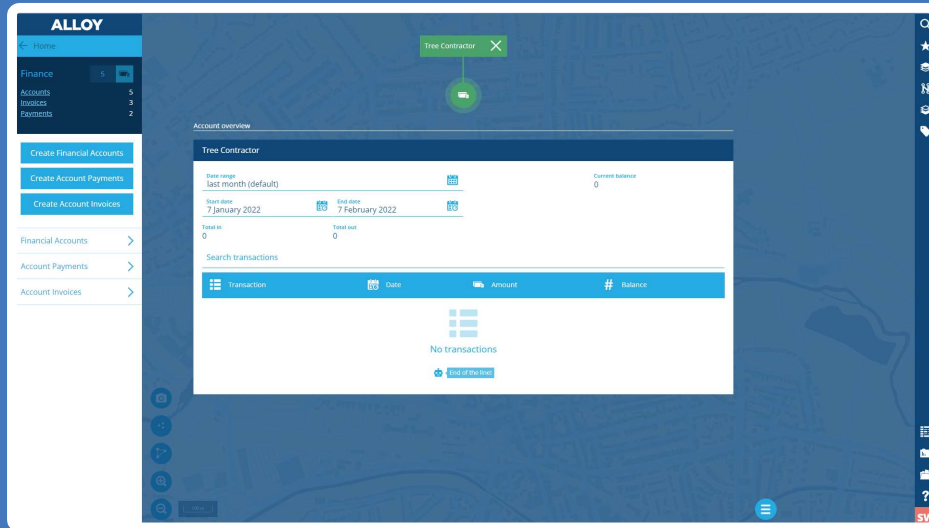 ALLOY
Home
Finance 5
Accounts 5
Invoices 3
Payments 2
Create Financial Accounts
Create Account Payments
Create Account Invoices
Financial Accounts
Account Payments
Account Invoices
Tree Contractor
Account overview
Tree Contractor
Date range
last month (default)
Current balance
0
Start date
7 January 2022
End date
7 February 2022
Total in
0
Total out
0
Search transactions
Transaction Date Amount # Balance
No transactions
End of the line!
?
SW